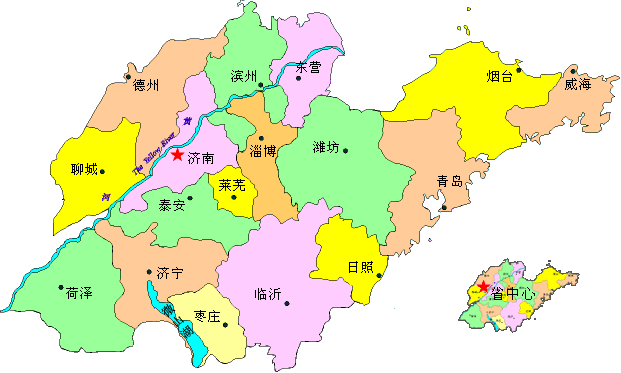 滨州
东营
烟台
德州
威海
黄
The Yellow River
淄博
潍坊
济南
聊城
莱芜
青岛
河
泰安
日照
济宁
菏泽
临沂
省中心
枣庄
湖